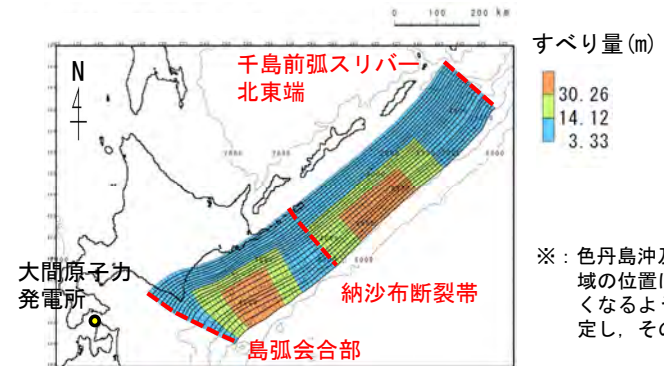 0 100 200 km
すべり量(m)
30.26
14.12
3.33
N
千島前弧スリバー
北東端
大間原子力
発電所
納沙布断裂帯
島弧会合部
※：色丹島沖
域の位置
くなるよう
定し，その